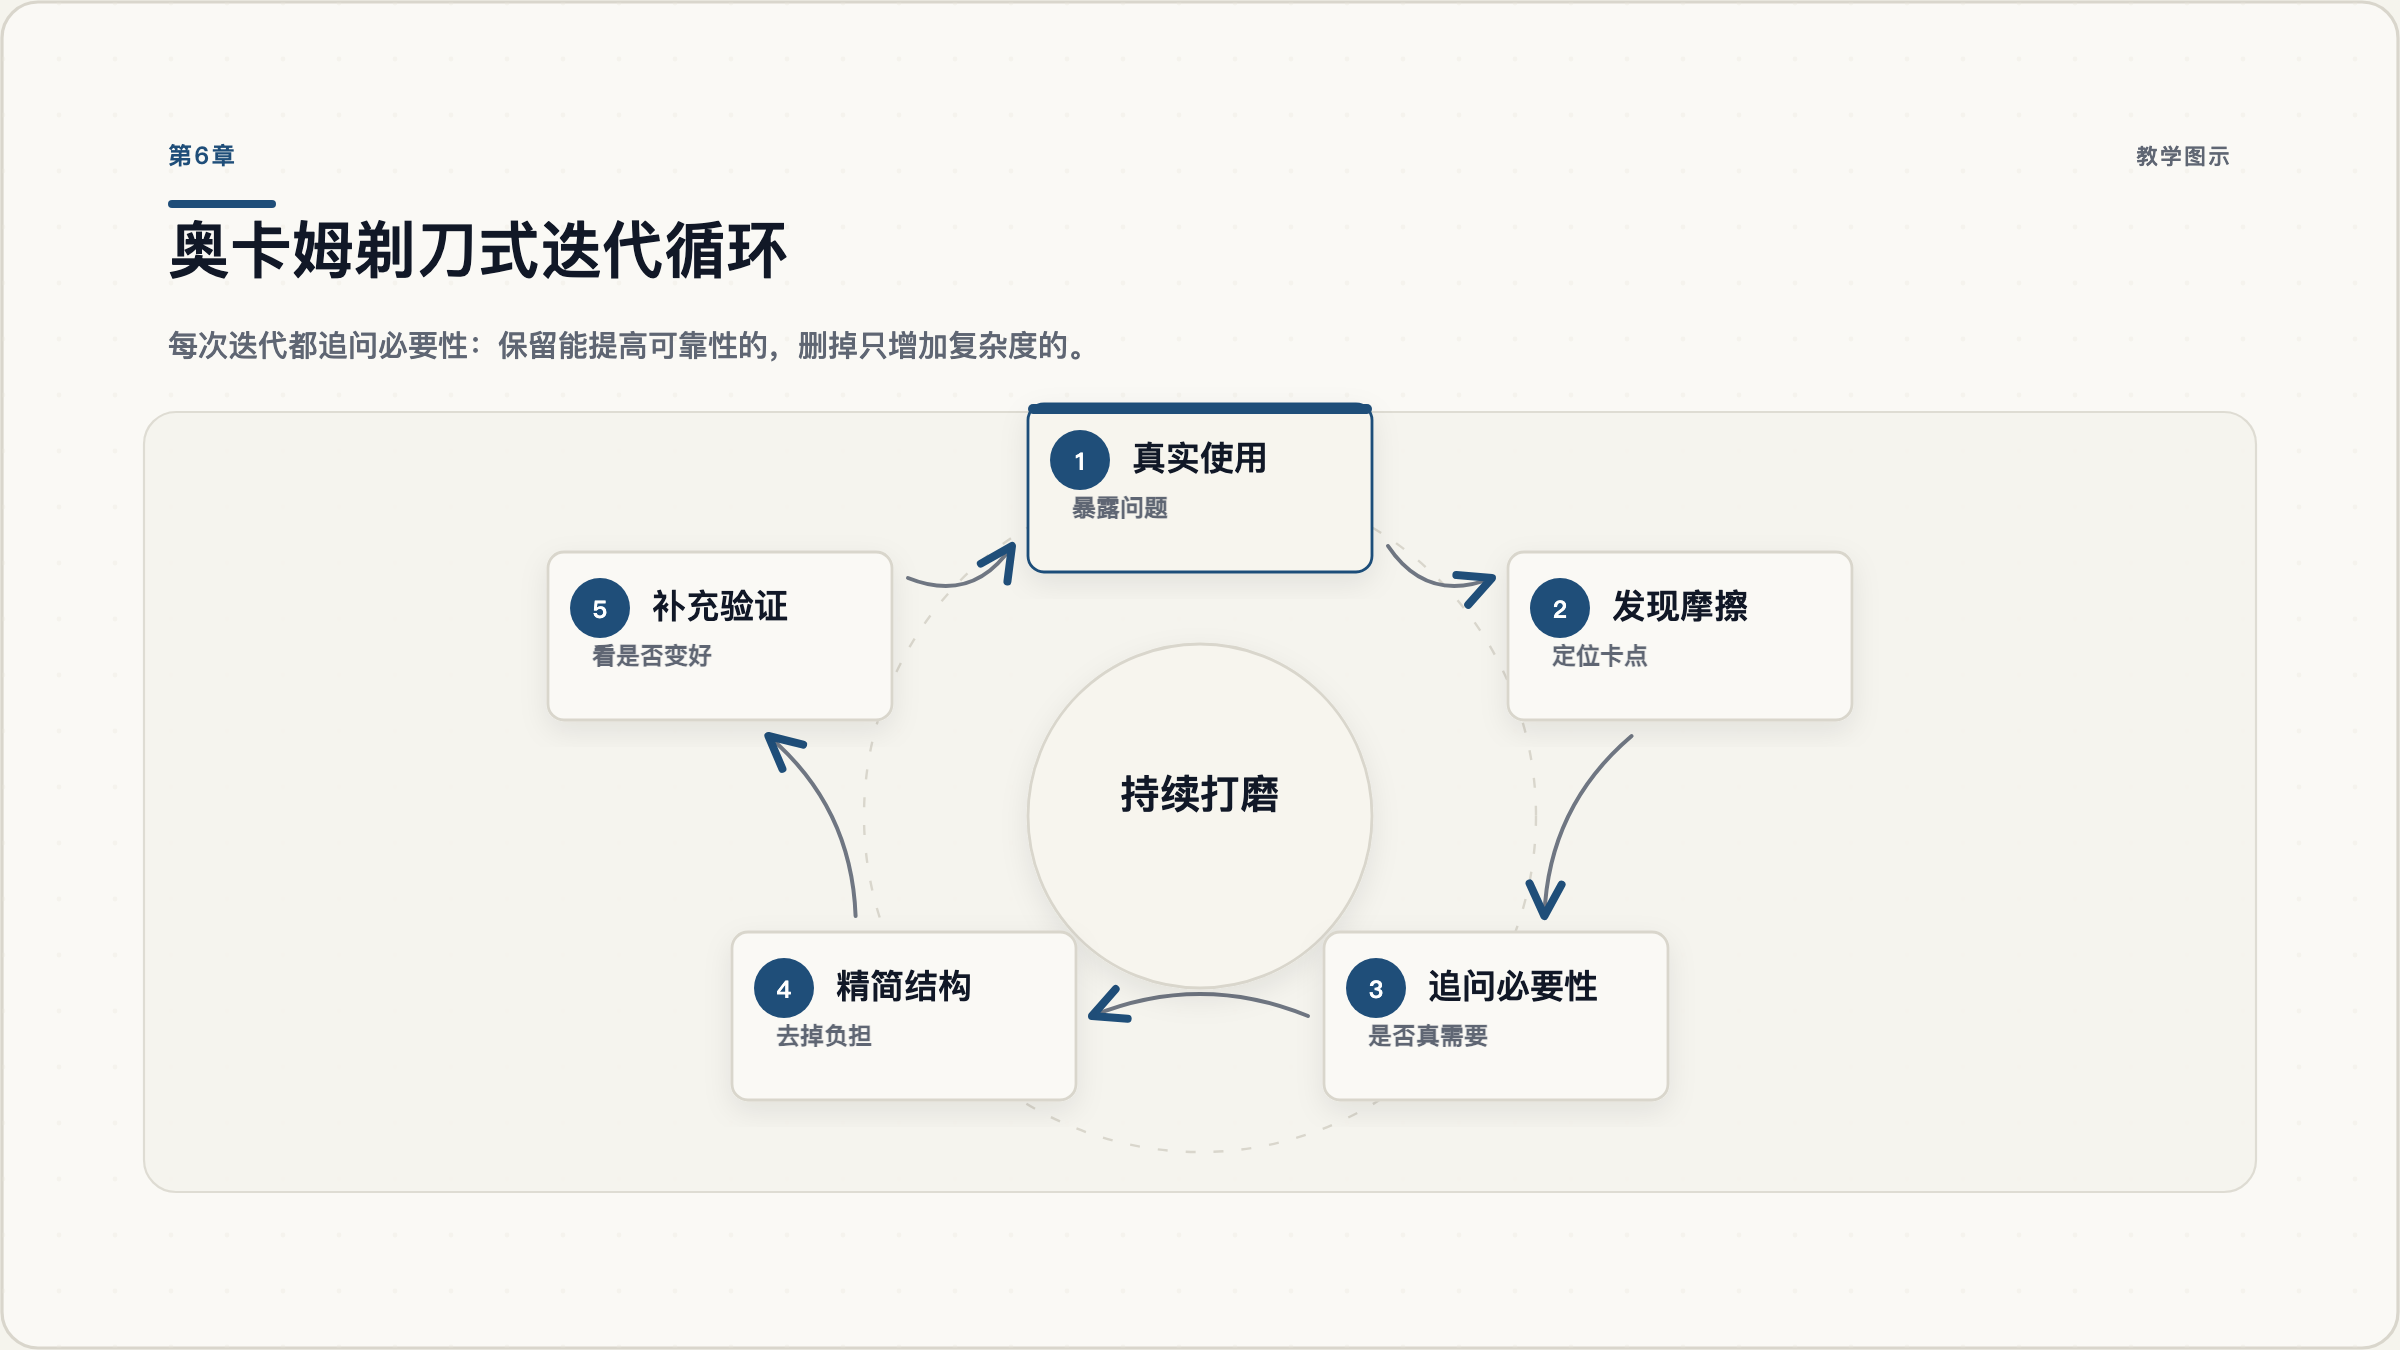 第6章
教学图示
奥卡姆剃刀式迭代循环
每次迭代都追问必要性：保留能提高可靠性的，删掉只增加复杂度的。
1 真实使用
暴露问题
2 发现摩擦
定位卡点
3 追问必要性
是否真需要
4 精简结构
去掉负担
5 补充验证
看是否变好
持续打磨